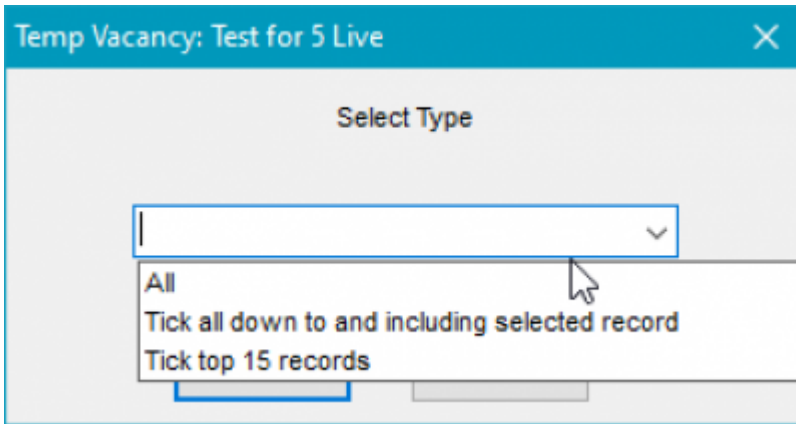 Temp Vacancy: Test for 5 Live
Select Type
All
Tick all down to and including selected record
Tick top 15 records